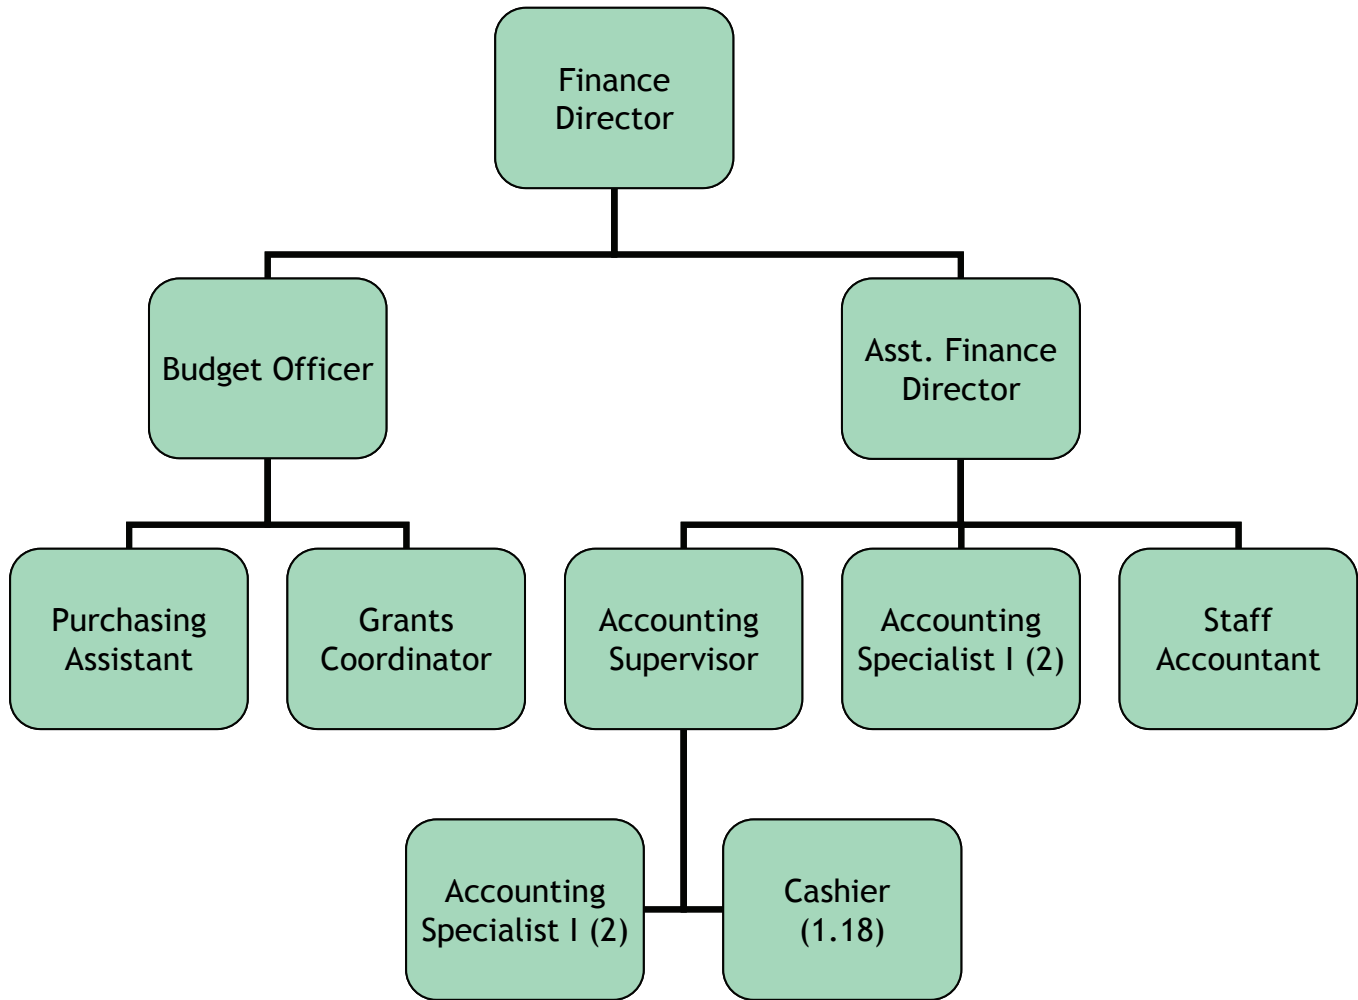 Finance
Director
Budget Officer
Asst. Finance
Director
Purchasing
Assistant
Grants
Coordinator
Accounting
Supervisor
Accounting
Specialist I (2)
Staff
Accountant
Accounting
Specialist I (2)
Cashier
(1.18)